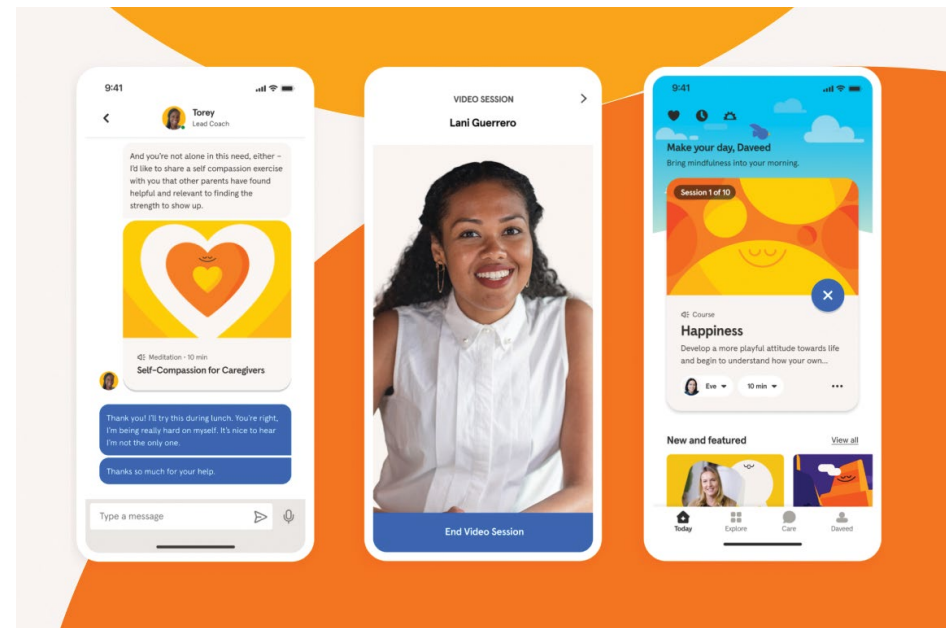 9:41
Torey
Lead Coach
And you're not alone in this need, either –
I'd like to share a self compassion exercise
with you that other parents have found
helpful and relevant to finding the
strength to show up.
Meditation • 10 min
Self-Compassion for Caregivers
Thank you! I'll try this during lunch. You're right,
I'm being really hard on myself. It's nice to hear
I'm not the only one.
Thanks so much for your help.
Type a message
VIDEO SESSION
Lani Guerrero
End Video Session
9:41
Make your day, Daveed
Bring mindfulness into your morning.
Session 1 of 10
Course
Happiness
Develop a more playful attitude towards life
and begin to understand how your own...
Eve
10 min
New and featured
View all
Today
Explore
Care
Daveed